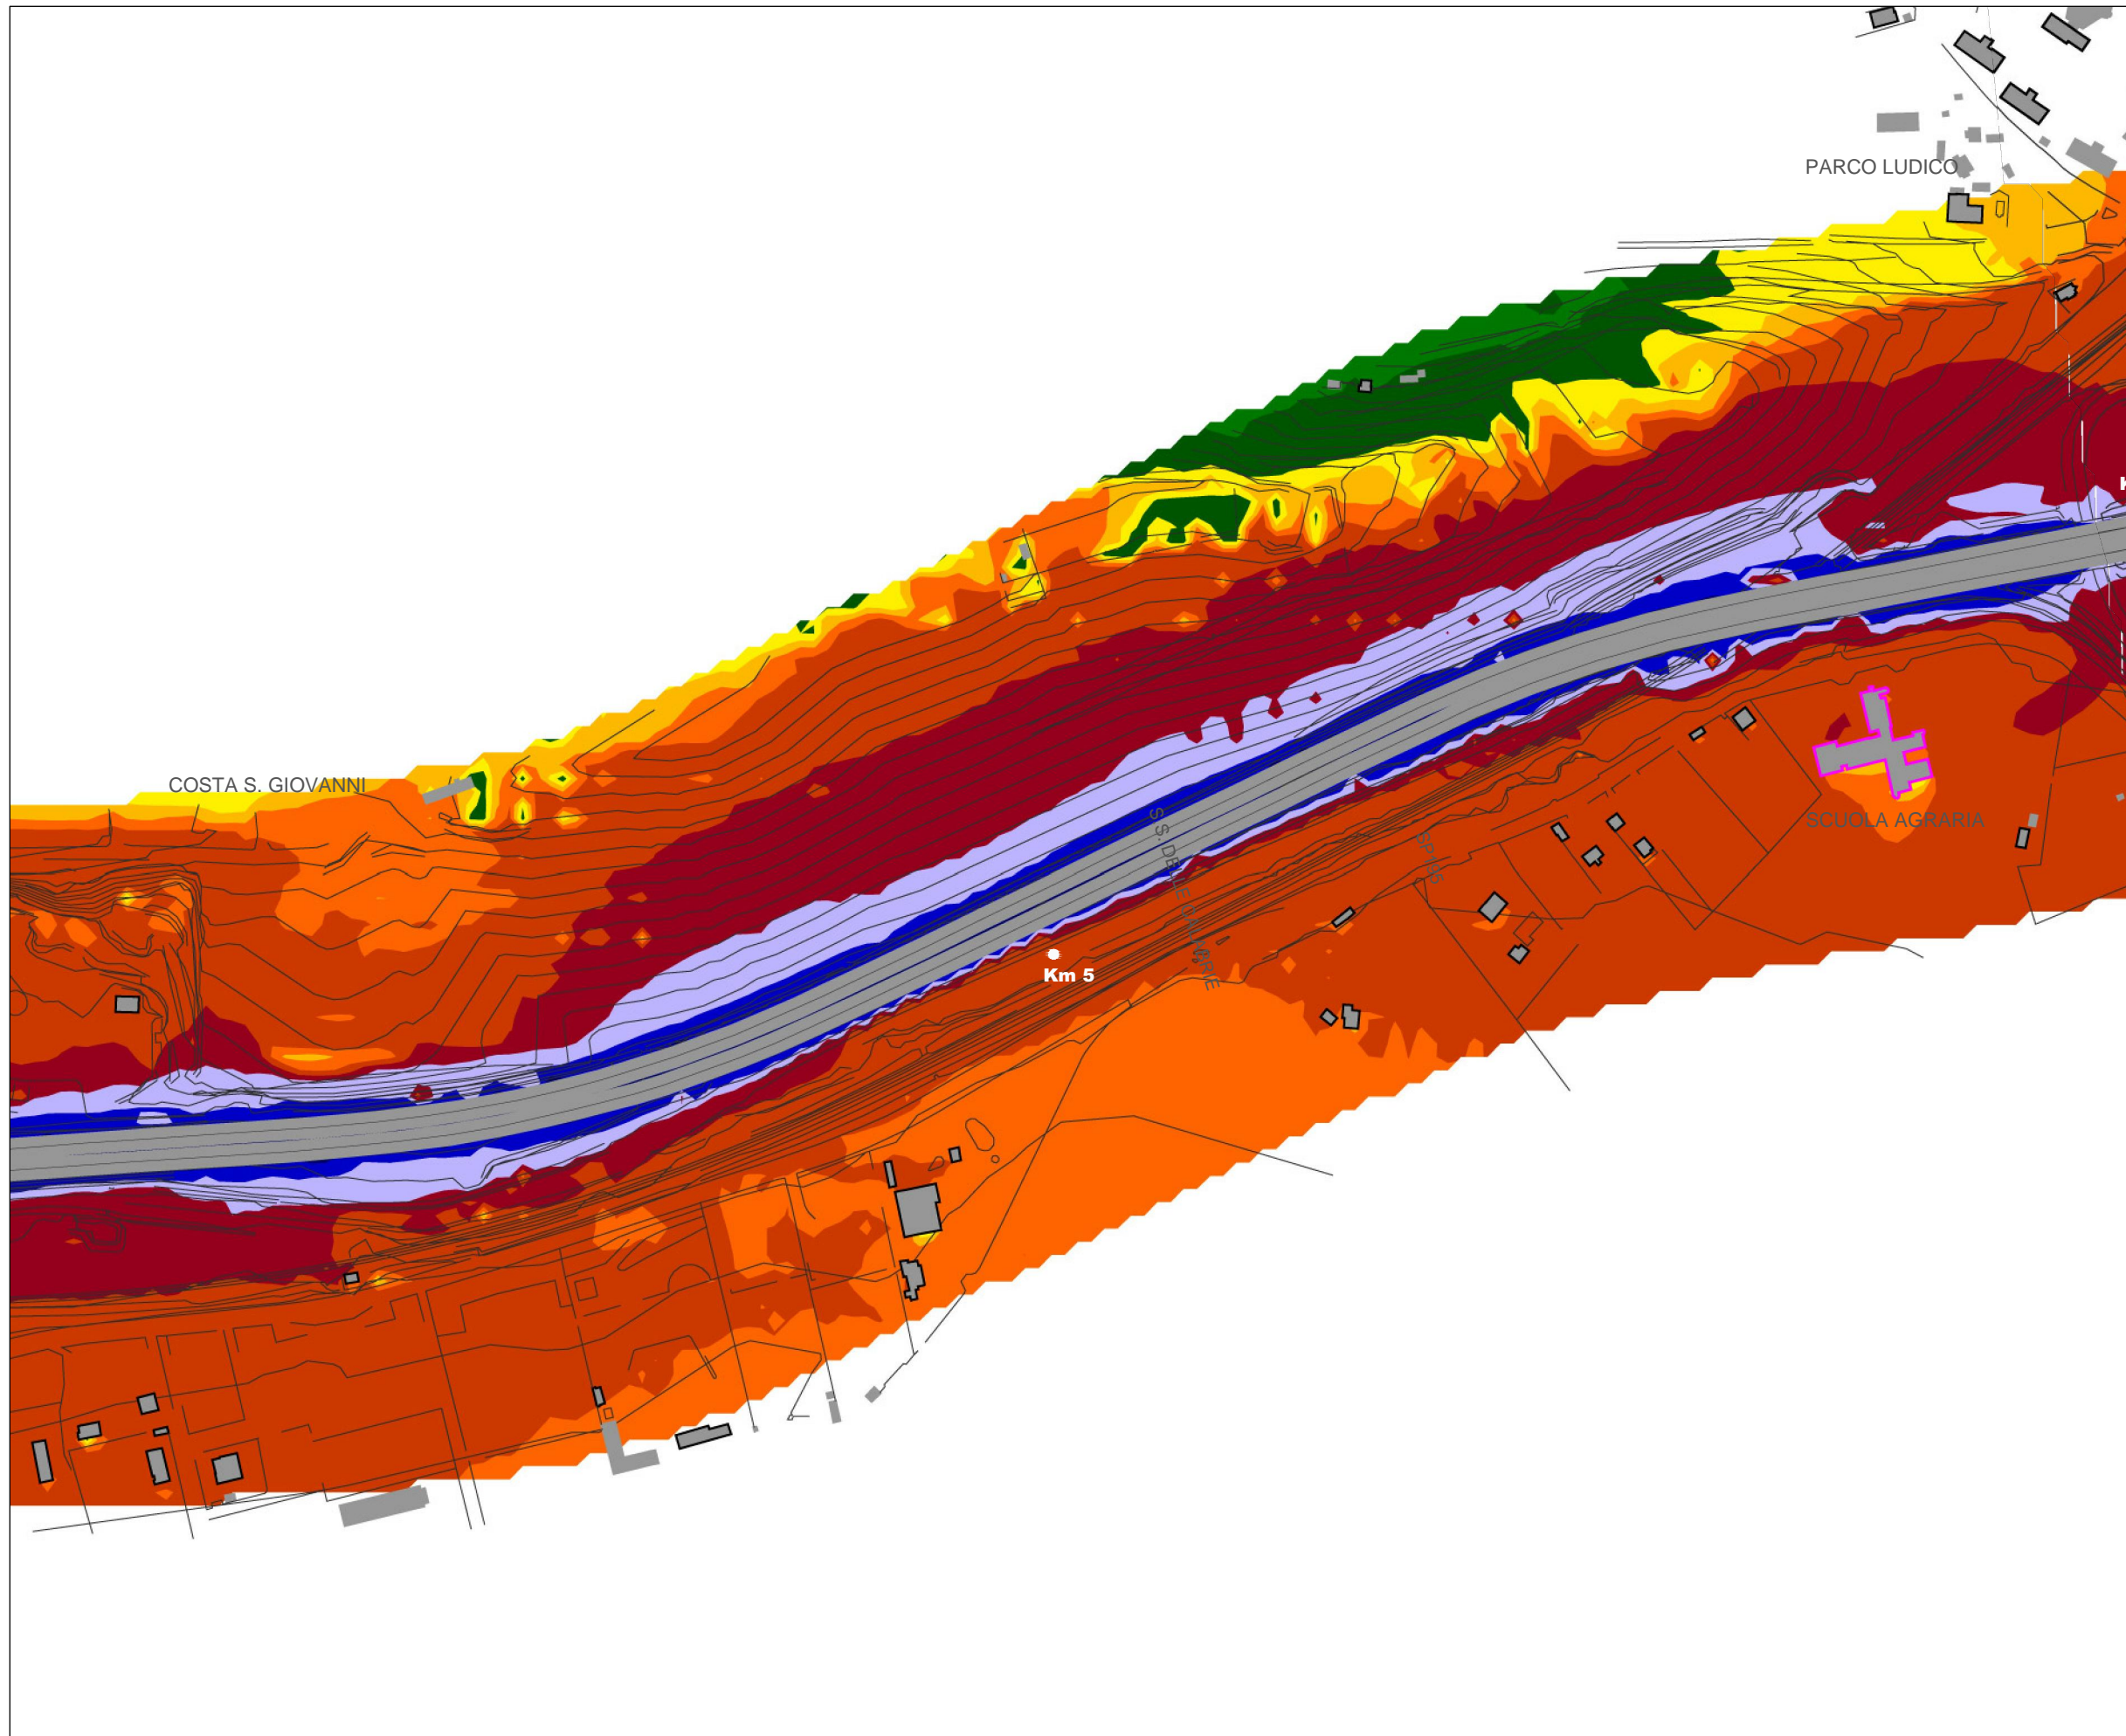 PARCO LUDICO
K
COSTA S. GIOVANNI
SCUOLA AGRARIA
Km 5